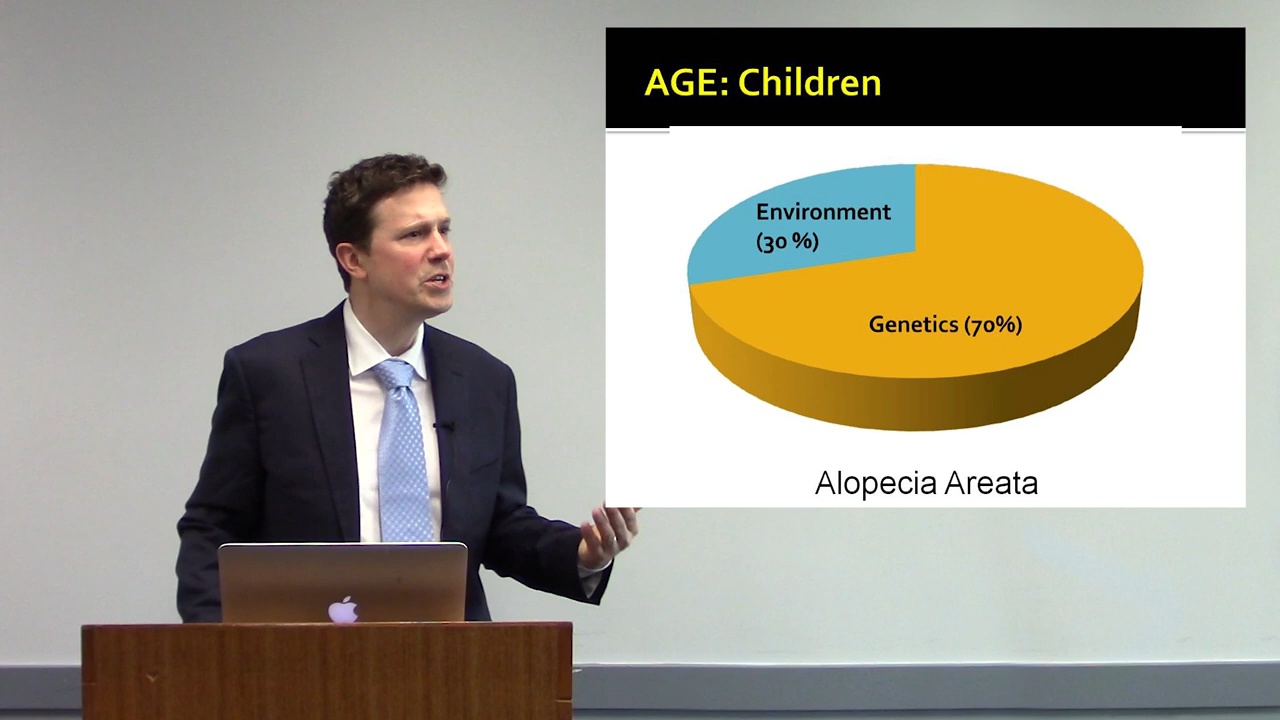 AGE: Children
Environment
(30 %)
Genetics (70%)
Alopecia Areata